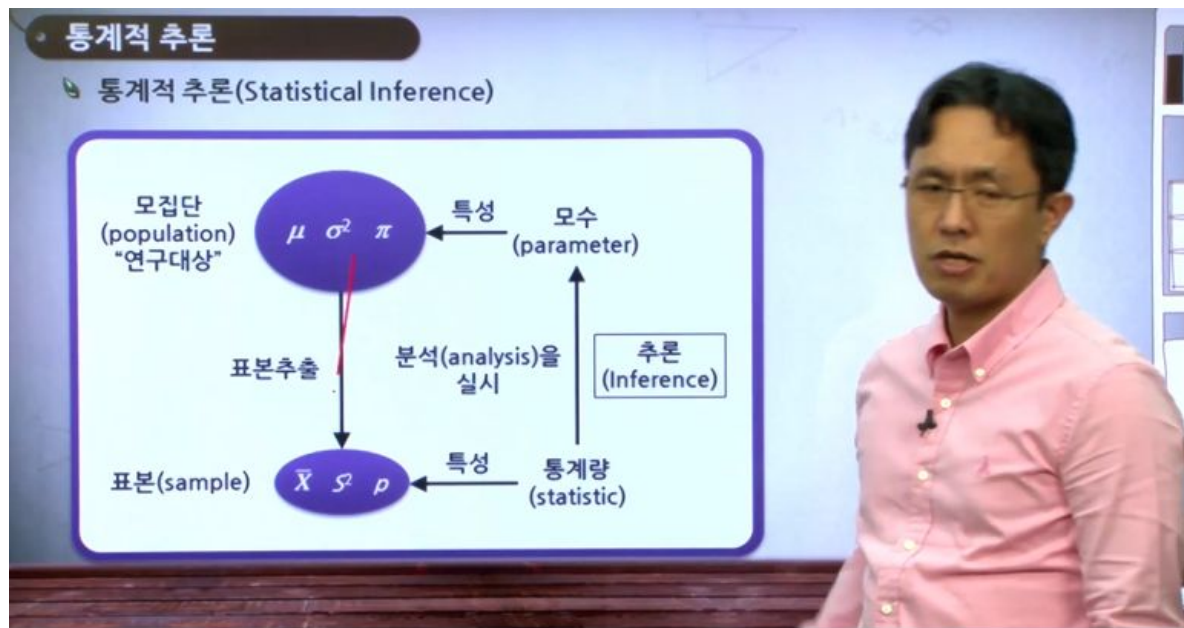 통계적 추론
통계적 추론(Statistical Inference)
모집단
(population)
“연구대상”
μ σ² π
특성
모수
(parameter)
표본추출
분석(analysis)을
실시
추론
(Inference)
표본(sample)
X̄ S² p
특성
통계량
(statistic)